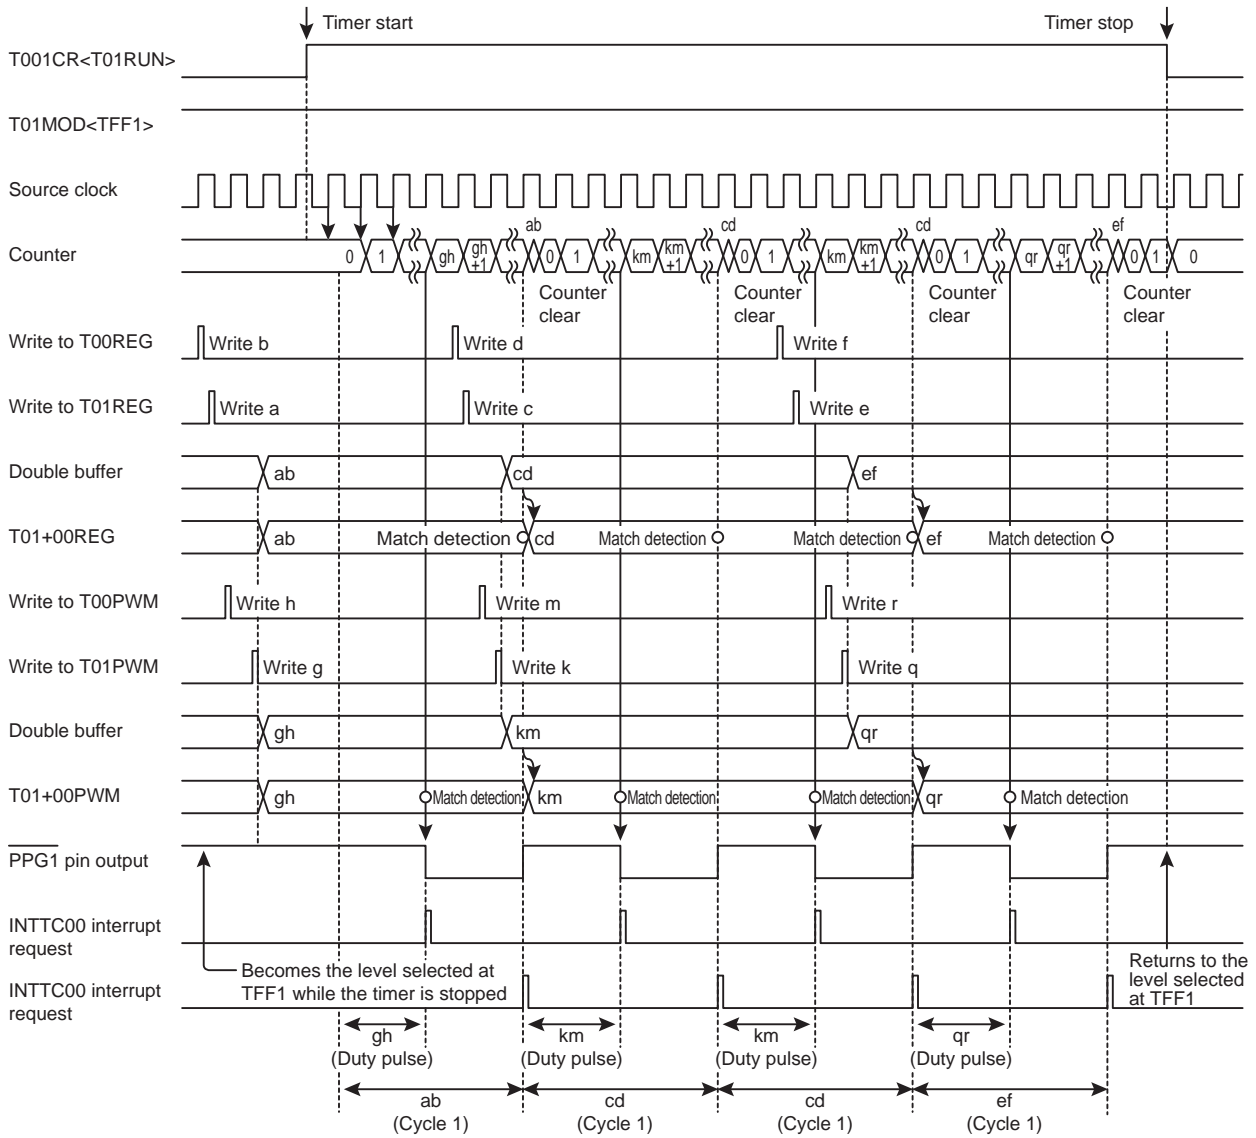 Timer start
Timer stop
T001CR<T01RUN>
T01MOD<TFF1>
Source clock
ab cd cd ef
Counter 0 1 gh gh+1 0 1 km km+1 0 1 km km+1 0 1 qr qr+1 0 1 0
Counter clear Counter clear Counter clear Counter clear
Write to T00REG Write b Write d Write f
Write to T01REG Write a Write c Write e
Double buffer ab cd ef
T01+00REG ab Match detection cd Match detection Match detection ef Match detection
Write to T00PWM Write h Write m Write r
Write to T01PWM Write g Write k Write q
Double buffer gh km qr
T01+00PWM gh Match detection km Match detection Match detection qr Match detection
PPG1 pin output
INTTC00 interrupt
request
Becomes the level selected at
TFF1 while the timer is stopped
Returns to the
level selected
at TFF1
INTTC00 interrupt
request
gh km km qr
(Duty pulse) (Duty pulse) (Duty pulse) (Duty pulse)
ab cd cd ef
(Cycle 1) (Cycle 1) (Cycle 1) (Cycle 1)